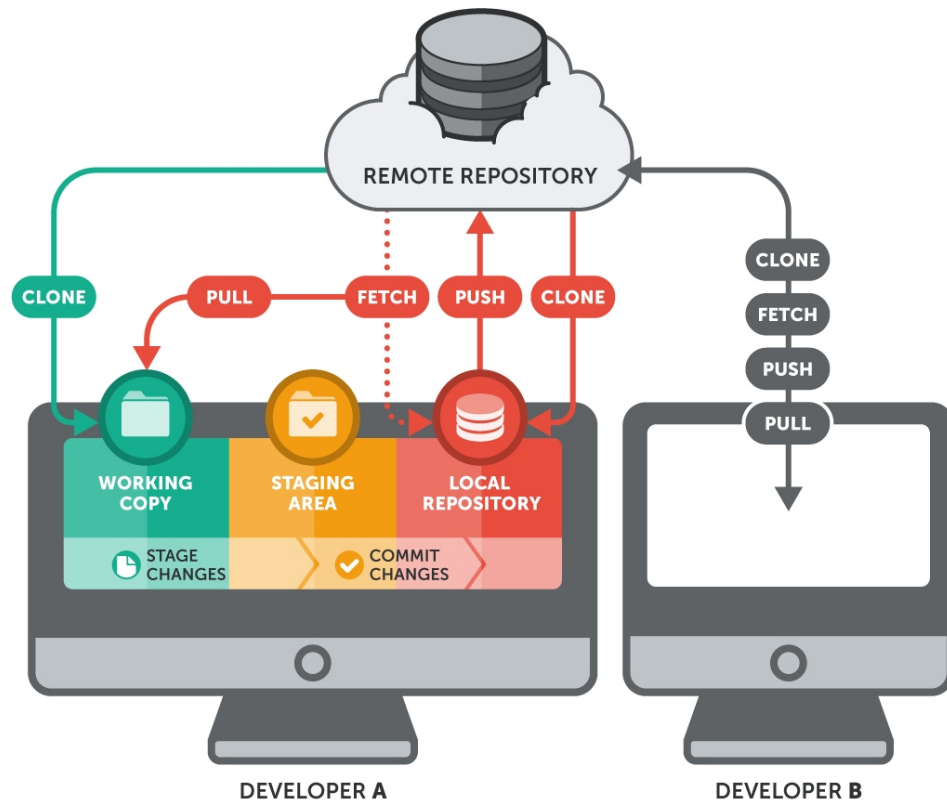 REMOTE REPOSITORY
CLONE
PULL
FETCH
PUSH
CLONE
CLONE
FETCH
PUSH
PULL
WORKING
COPY
STAGING
AREA
LOCAL
REPOSITORY
STAGE
CHANGES
COMMIT
CHANGES
DEVELOPER A
DEVELOPER B